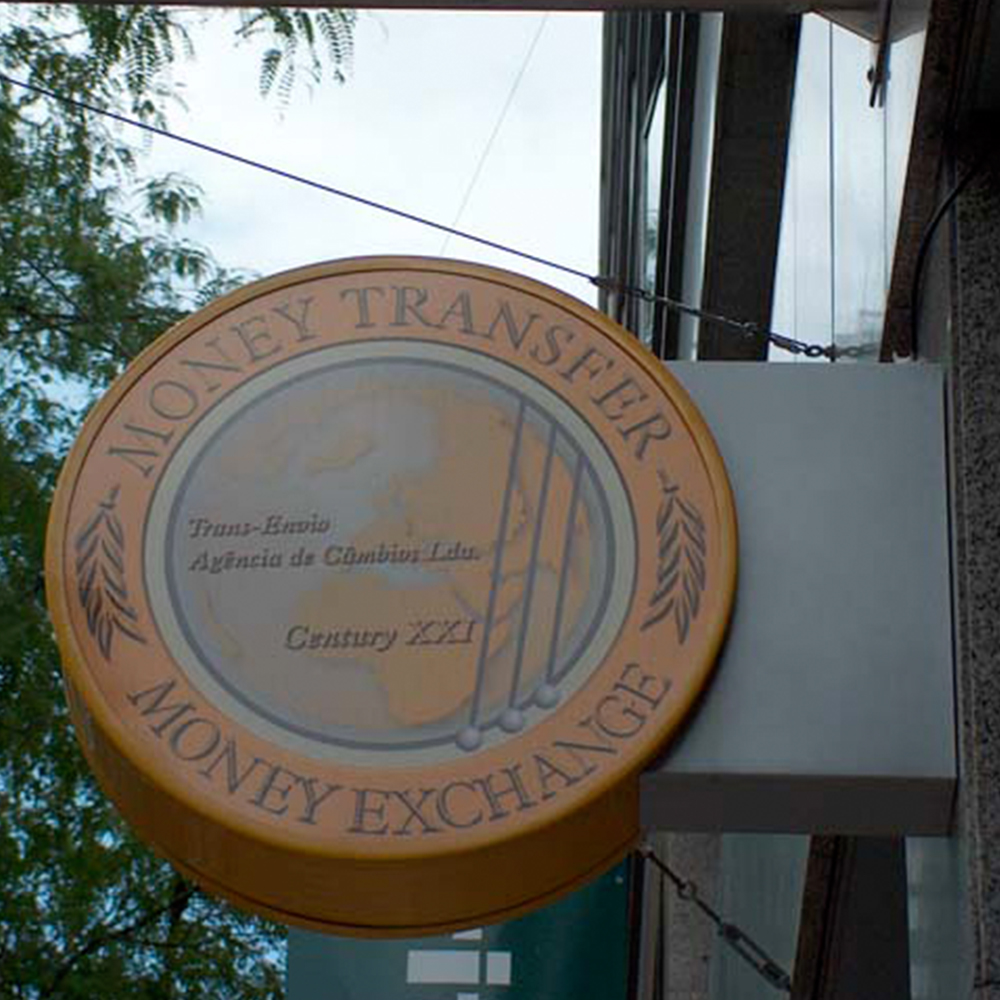 MONEY TRANSFER
Trans-Envio
Agência de Câmbios Lda.
Century XXI
MONEY EXCHANGE